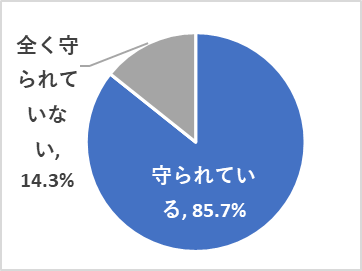 全く守
られて
いな
い,
14.3%
守られてい
る, 85.7%